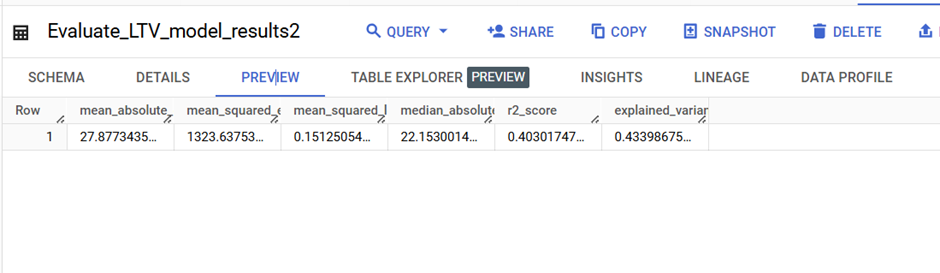 Evaluate_LTV_model_results2 QUERY SHARE COPY SNAPSHOT DELETE
SCHEMA DETAILS PREVIEW TABLE EXPLORER PREVIEW INSIGHTS LINEAGE DATA PROFILE
Row mean_absolute_ mean_squared_e mean_squared_l median_absolute r2_score explained_varian
1 27.8773435... 1323.63753... 0.15125054... 22.1530014... 0.40301747... 0.43398675...